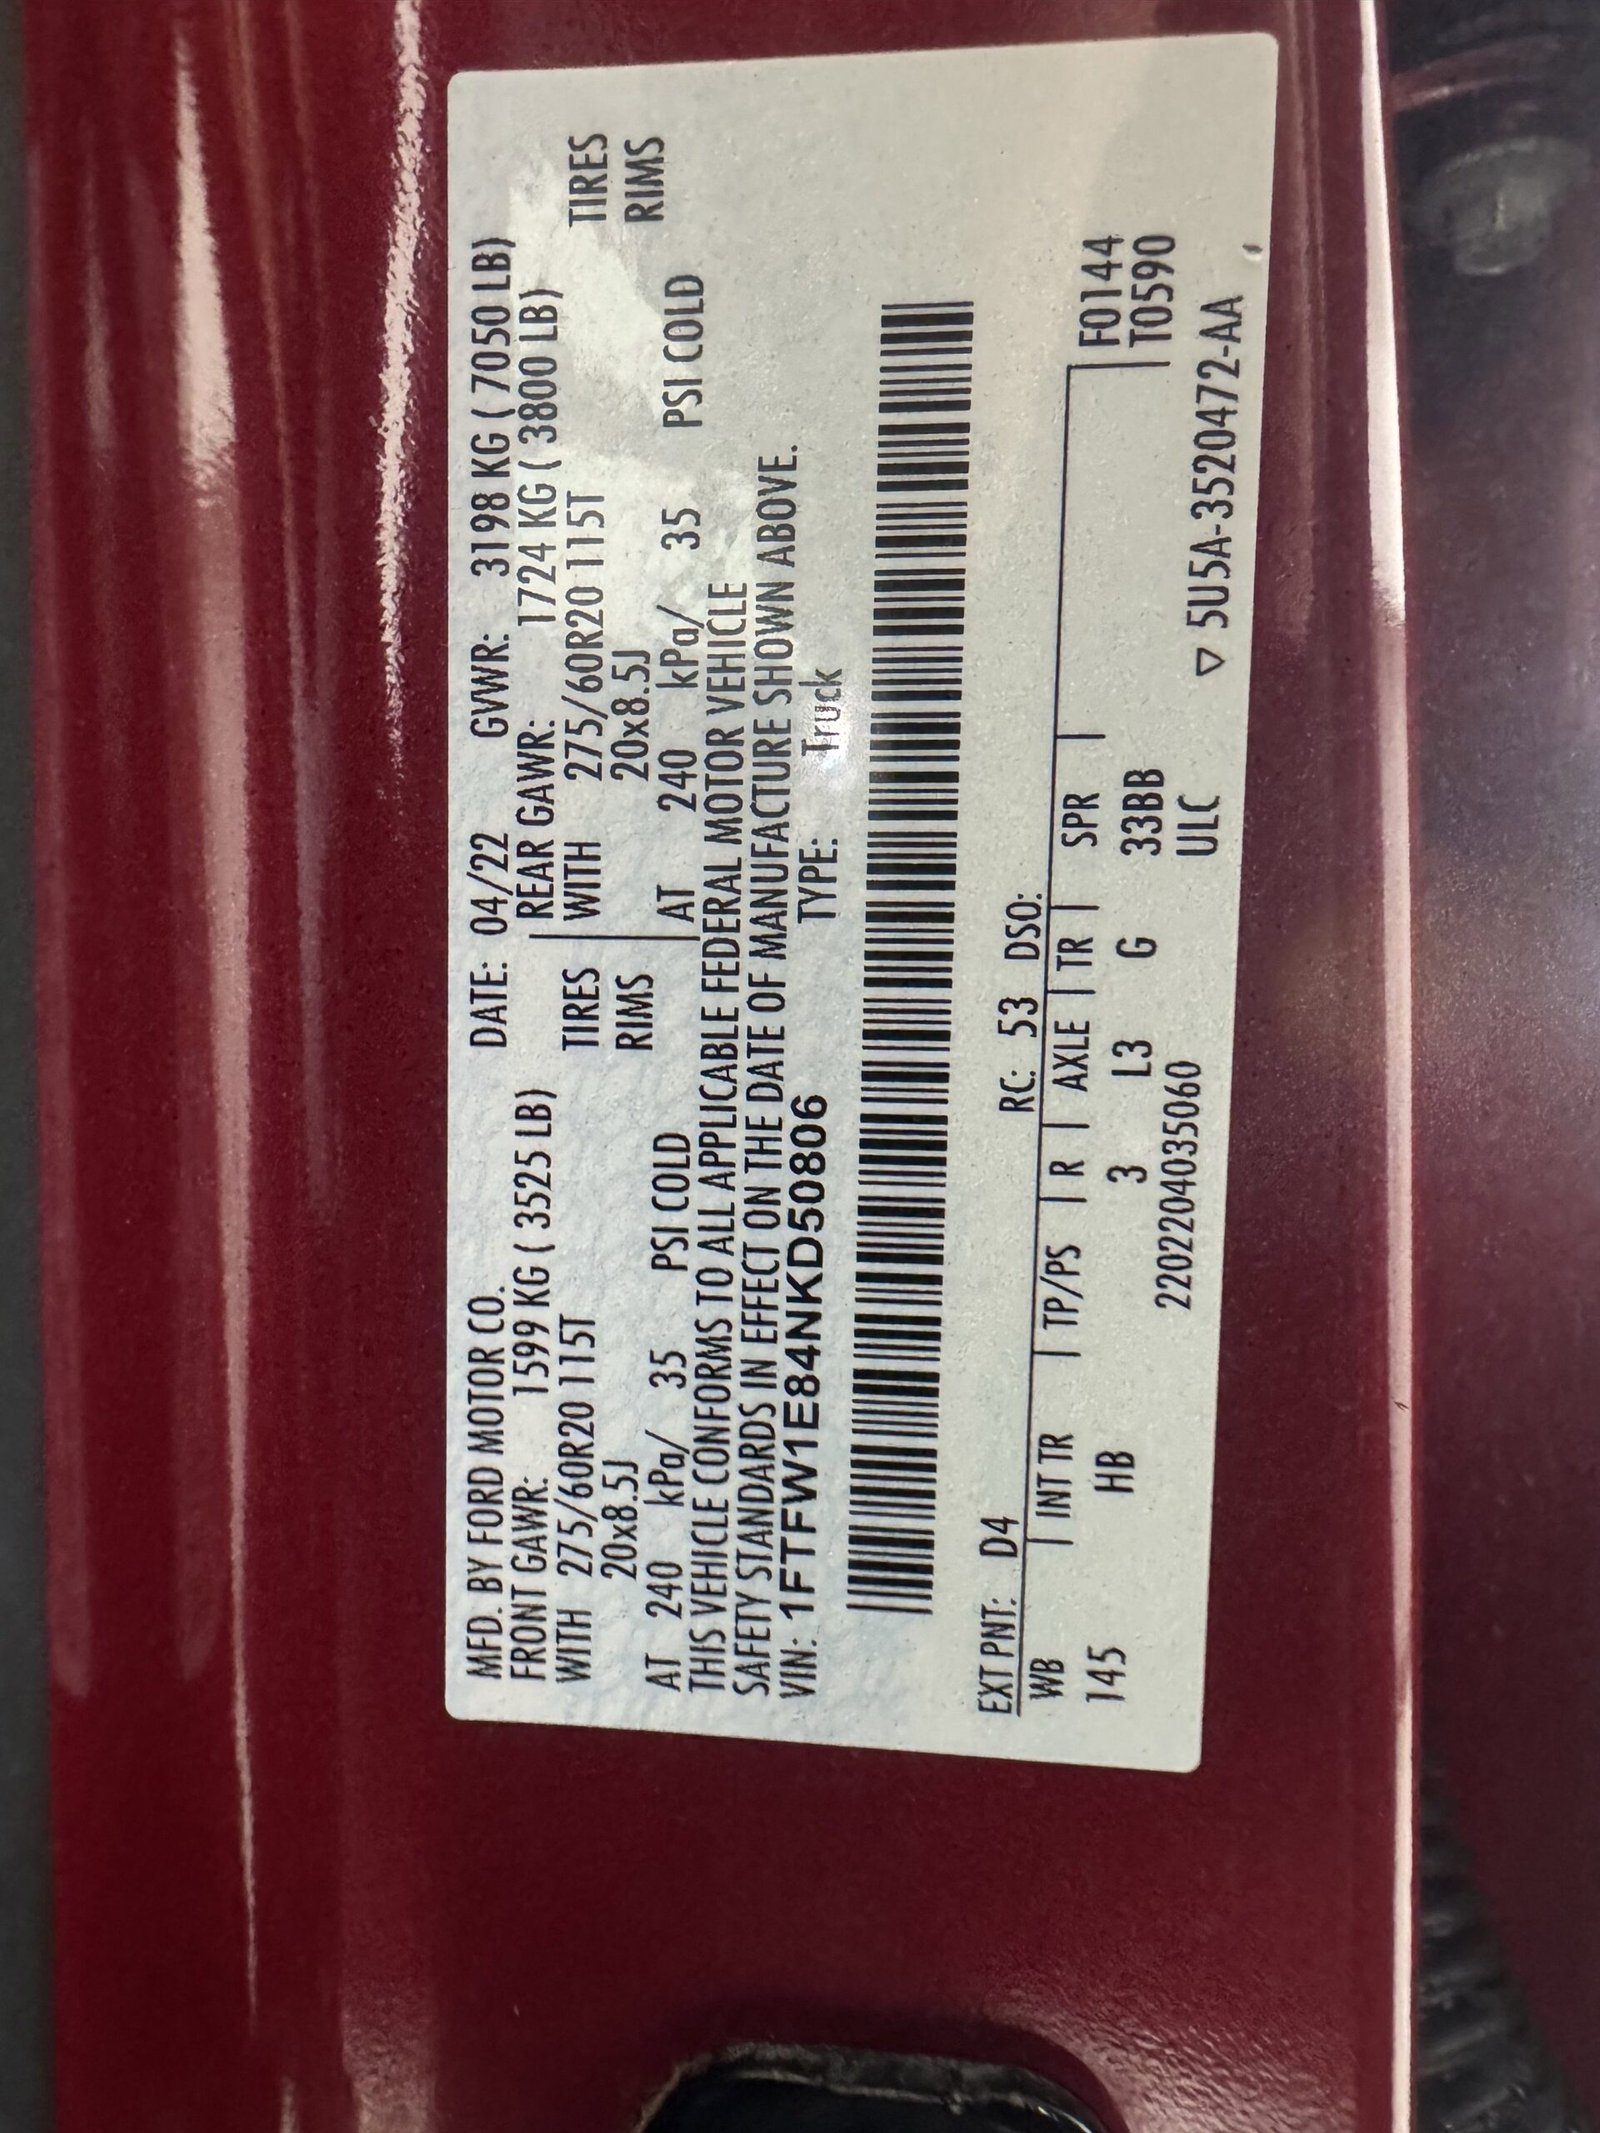 MFD. BY FORD MOTOR CO. DATE: 04/22 GVWR: 3198 KG ( 7050 LB)
FRONT GAWR: 1599 KG ( 3525 LB) REAR GAWR: 1724 KG ( 3800 LB)
WITH 275/60R20 115T TIRES WITH 275/60R20 115T TIRES
20x8.5J RIMS 20x8.5J RIMS
AT 240 kPa/ 35 PSI COLD AT 240 kPa/ 35 PSI COLD
THIS VEHICLE CONFORMS TO ALL APPLICABLE FEDERAL MOTOR VEHICLE
SAFETY STANDARDS IN EFFECT ON THE DATE OF MANUFACTURE SHOWN ABOVE.
VIN: 1FTFW1E84NKD50806 TYPE: Truck
EXT PNT: D4 RC: 53 DSO:
WB | INT TR | TP/PS | R | AXLE | TR | SPR | F0144
145 HB 3 L3 G 33BB T0590
2202204035060 ULC
▽ 5U5A-3520472-AA